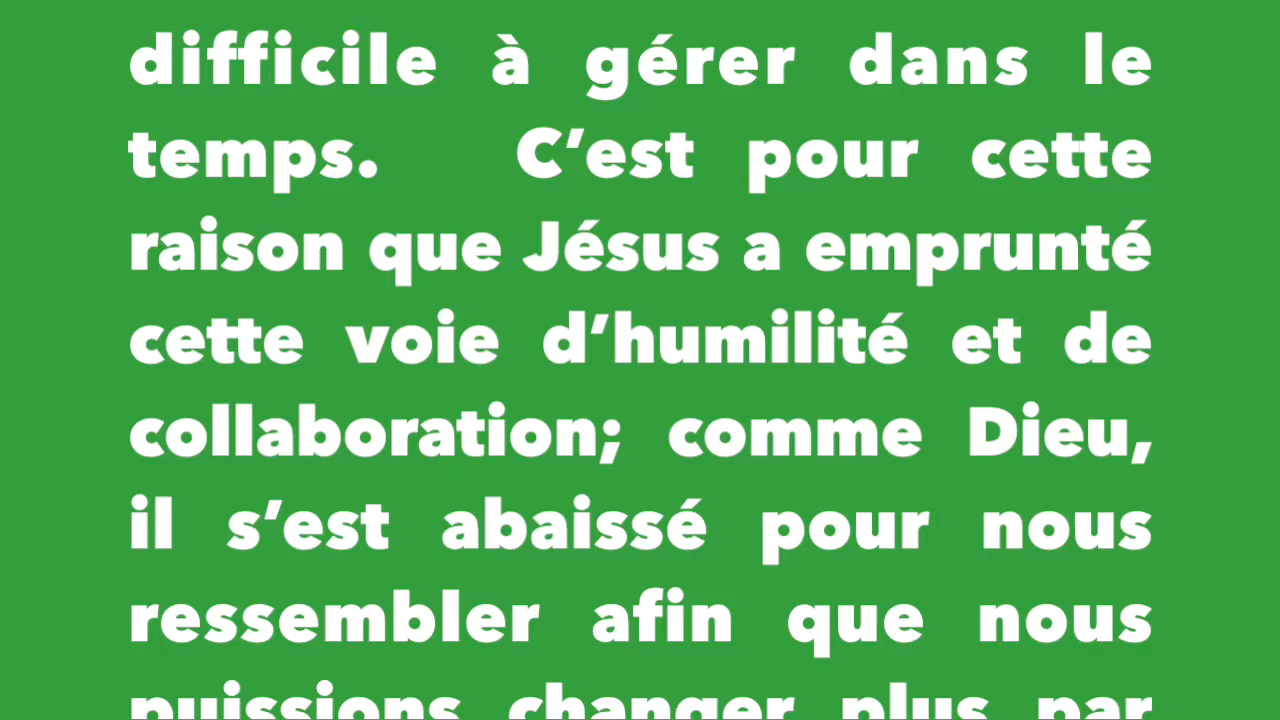 difficile à gérer dans le
temps. C’est pour cette
raison que Jésus a emprunté
cette voie d’humilité et de
collaboration; comme Dieu,
il s’est abaissé pour nous
ressembler afin que nous
puissions changer plus par